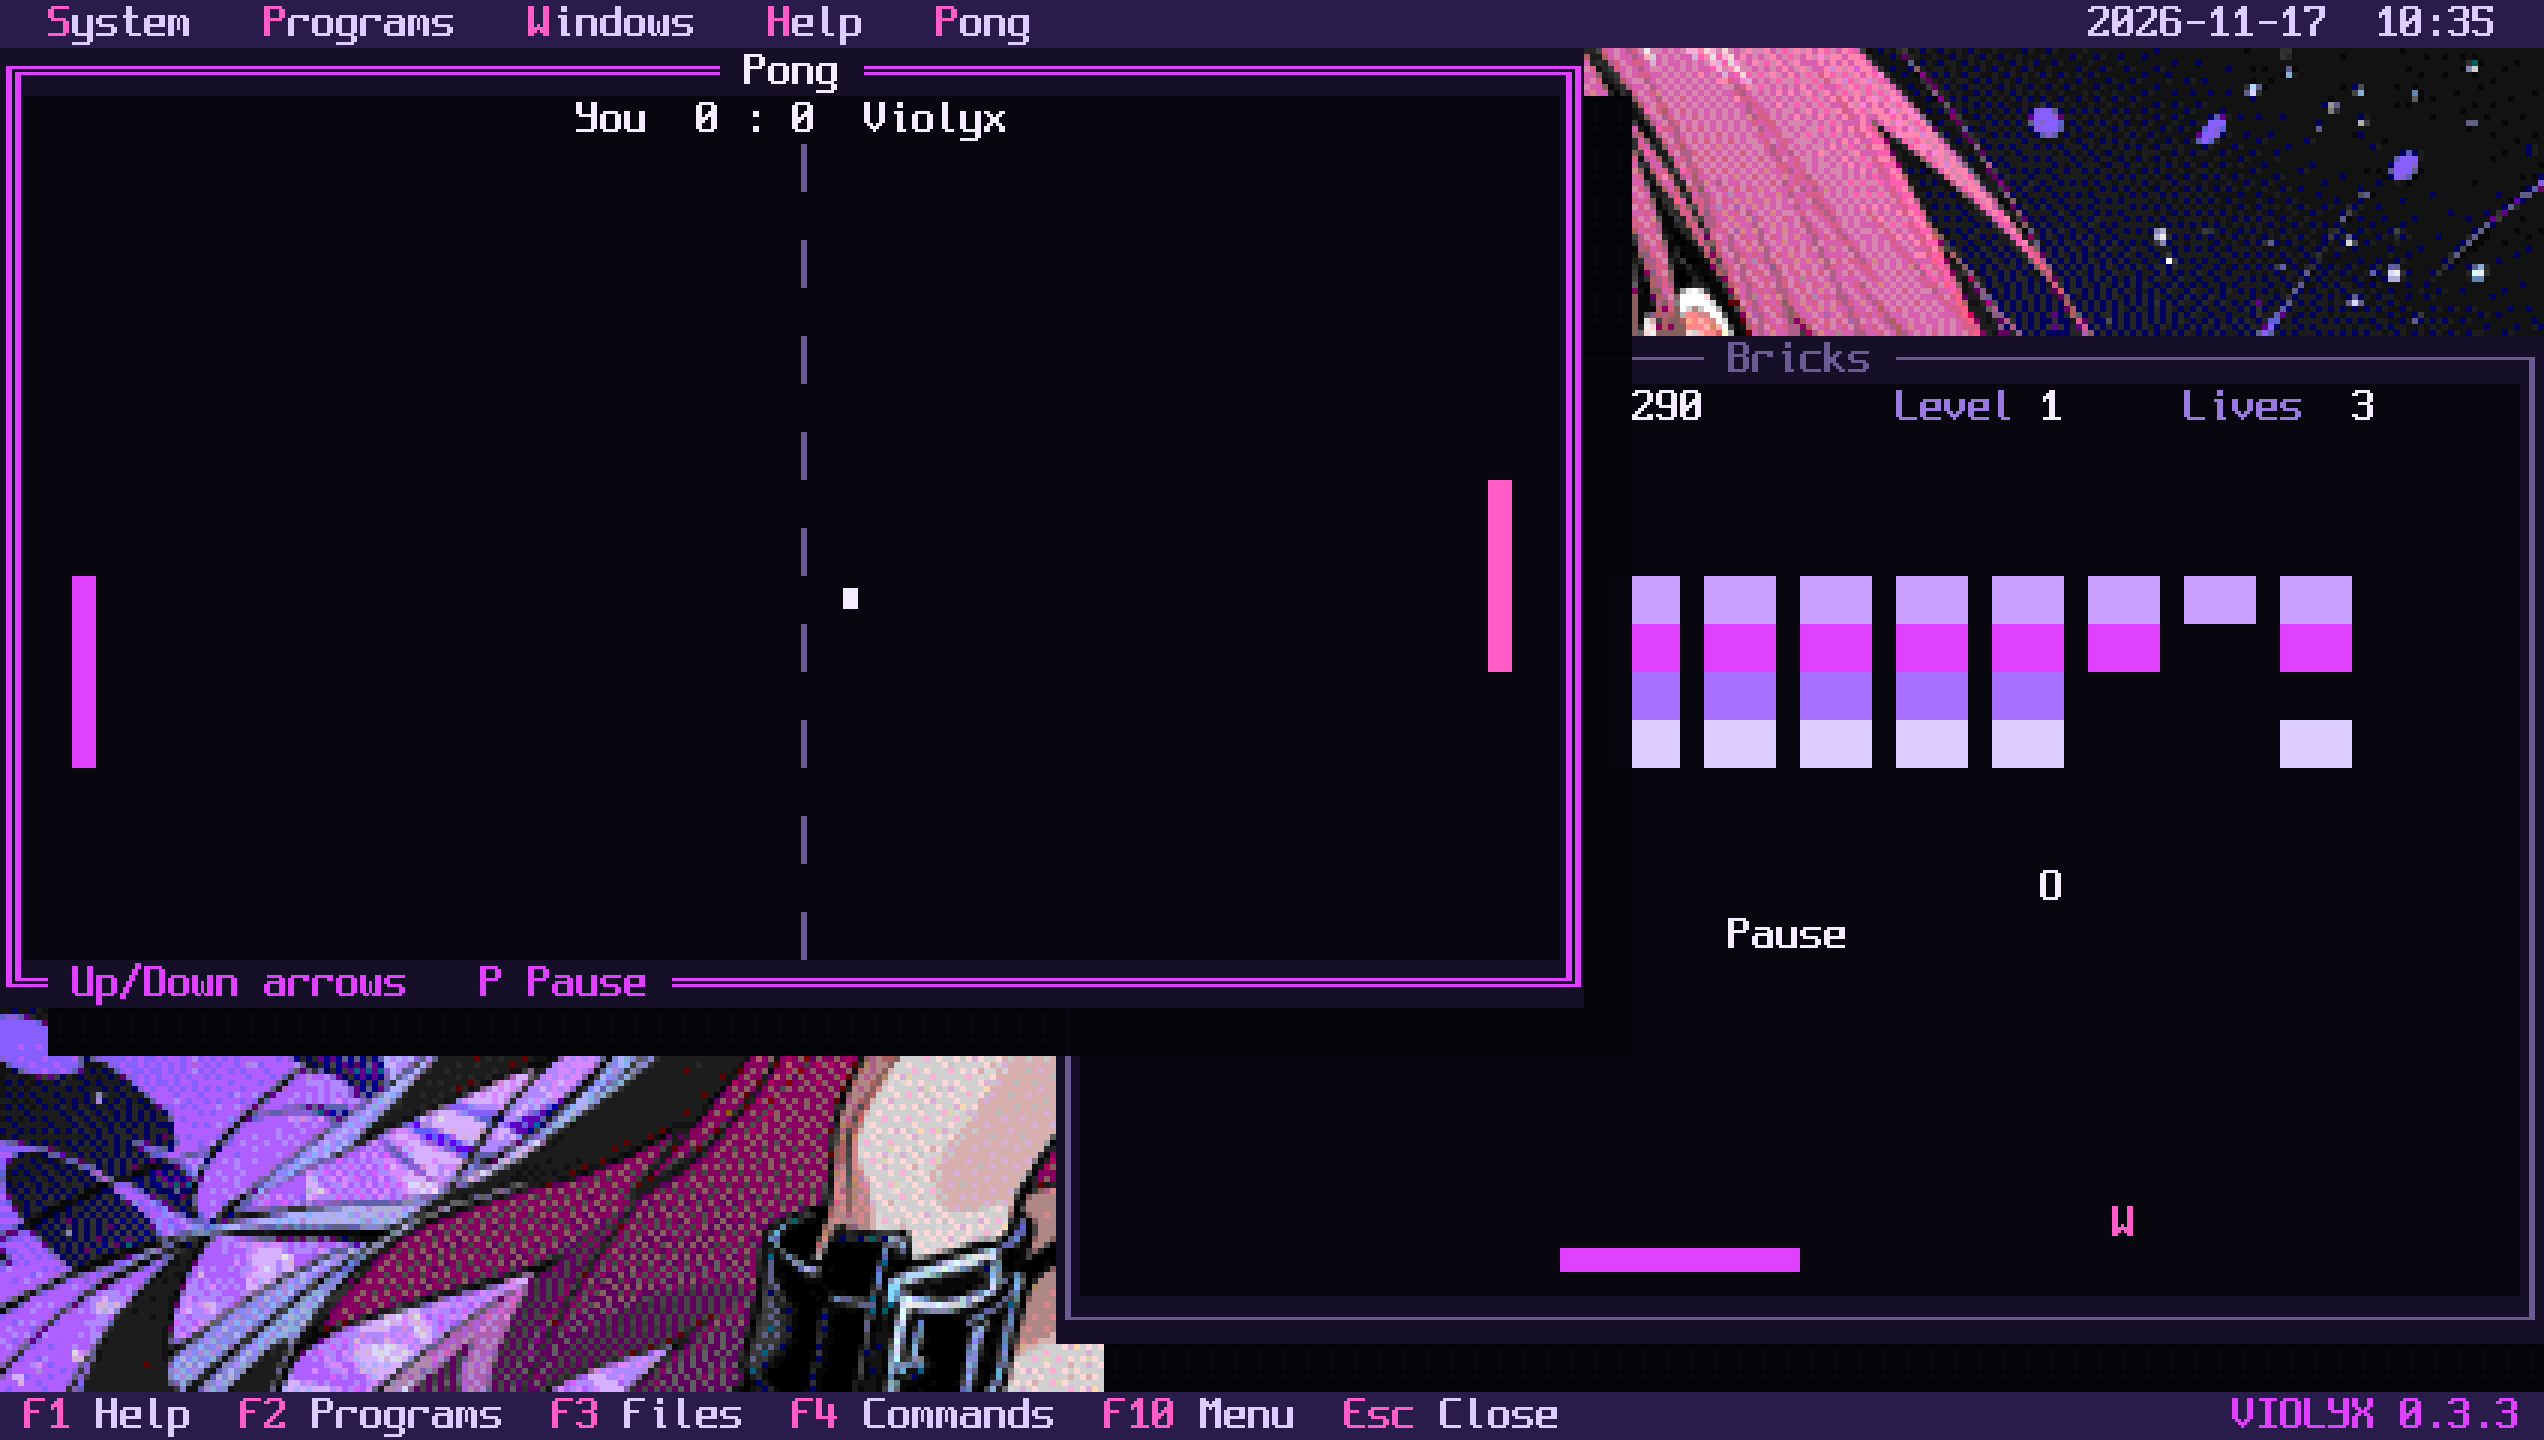 System Programs Windows Help Pong 2026-11-17 10:35
Pong
You 0 : 0 Violyx
Bricks
290 Level 1 Lives 3
O
Pause
Up/Down arrows P Pause
W
F1 Help F2 Programs F3 Files F4 Commands F10 Menu Esc Close VIOLYX 0.3.3